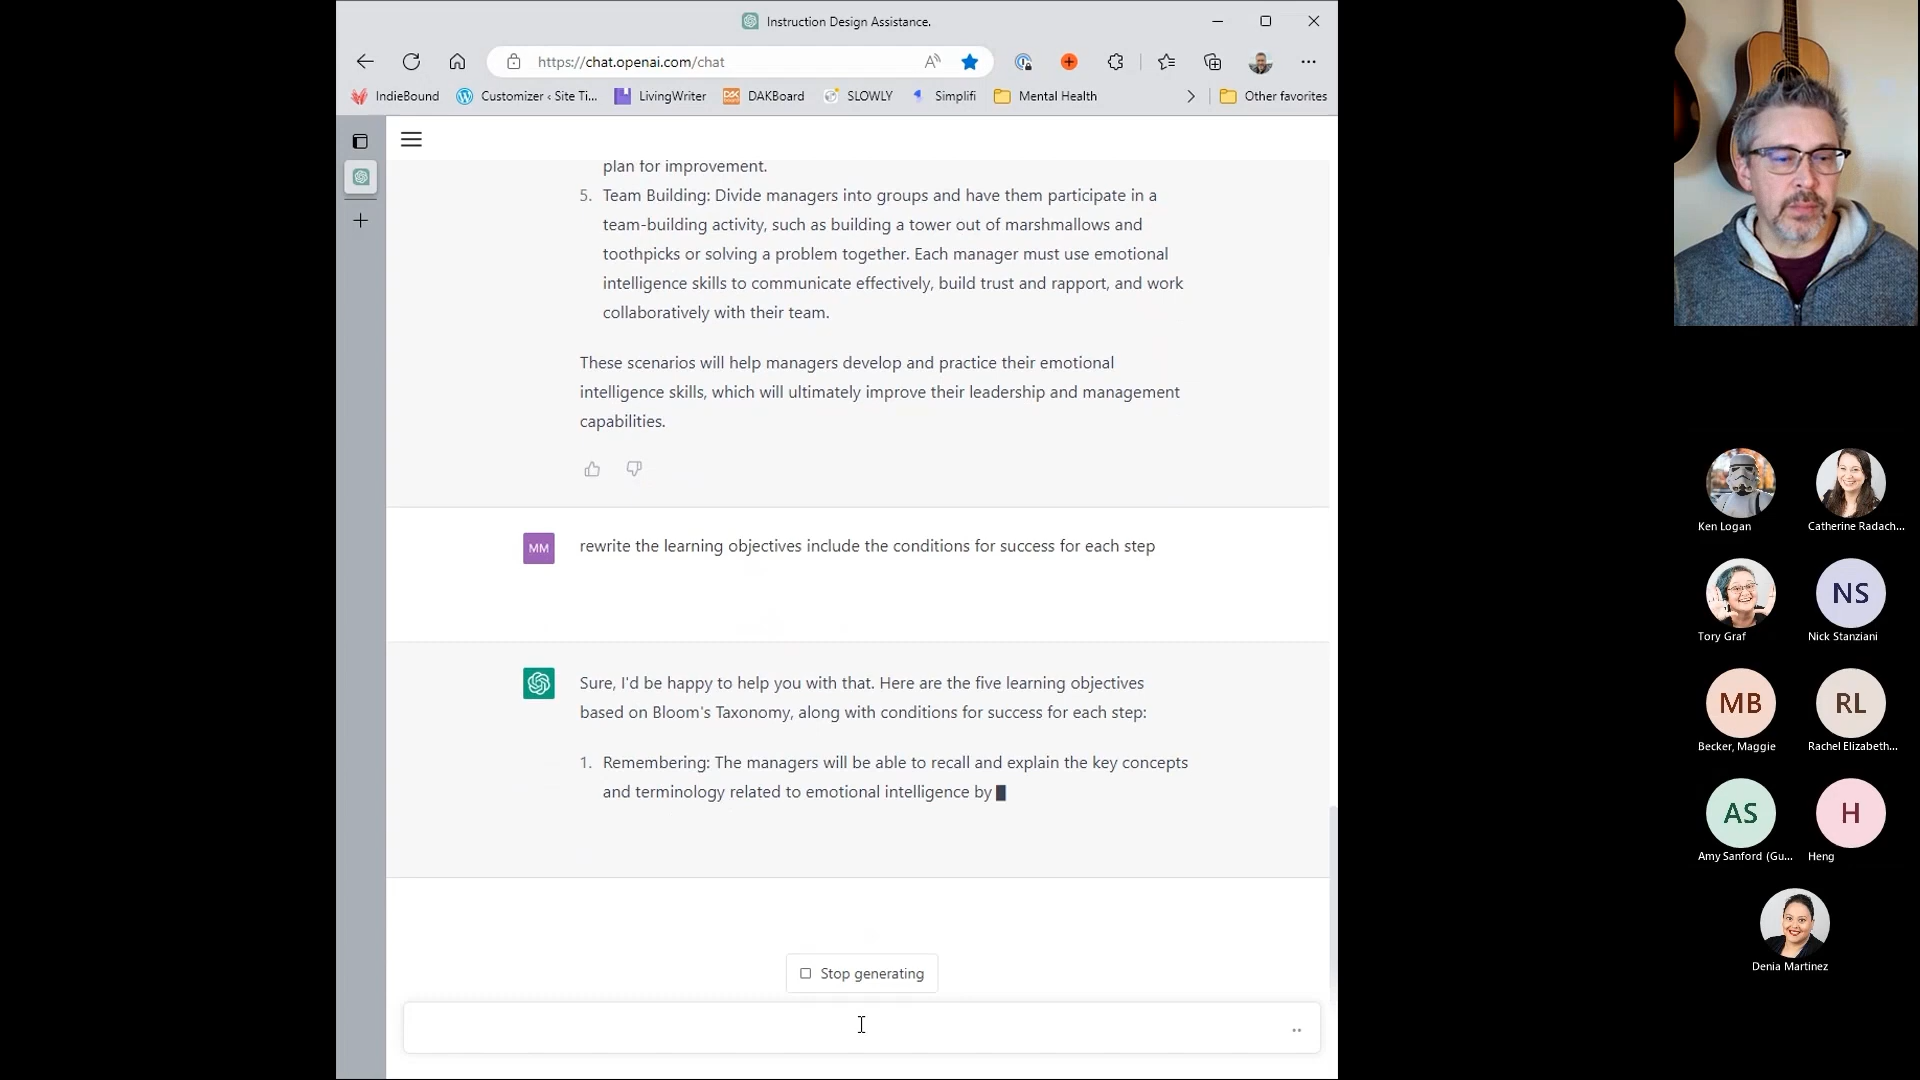 Instruction Design Assistance.
https://chat.openai.com/chat
IndieBound
Customizer ‹ Site Ti...
LivingWriter
DAKBoard
SLOWLY
Simplifi
Mental Health
Other favorites
plan for improvement.
5. Team Building: Divide managers into groups and have them participate in a
team-building activity, such as building a tower out of marshmallows and
toothpicks or solving a problem together. Each manager must use emotional
intelligence skills to communicate effectively, build trust and rapport, and work
collaboratively with their team.
These scenarios will help managers develop and practice their emotional
intelligence skills, which will ultimately improve their leadership and management
capabilities.
MM
rewrite the learning objectives include the conditions for success for each step
Sure, I'd be happy to help you with that. Here are the five learning objectives
based on Bloom's Taxonomy, along with conditions for success for each step:
1. Remembering: The managers will be able to recall and explain the key concepts
and terminology related to emotional intelligence by
Stop generating
Ken Logan
Catherine Radach...
Tory Graf
NS
Nick Stanziani
MB
Becker, Maggie
RL
Rachel Elizabeth...
AS
Amy Sanford (Gu...
H
Heng
Denia Martinez